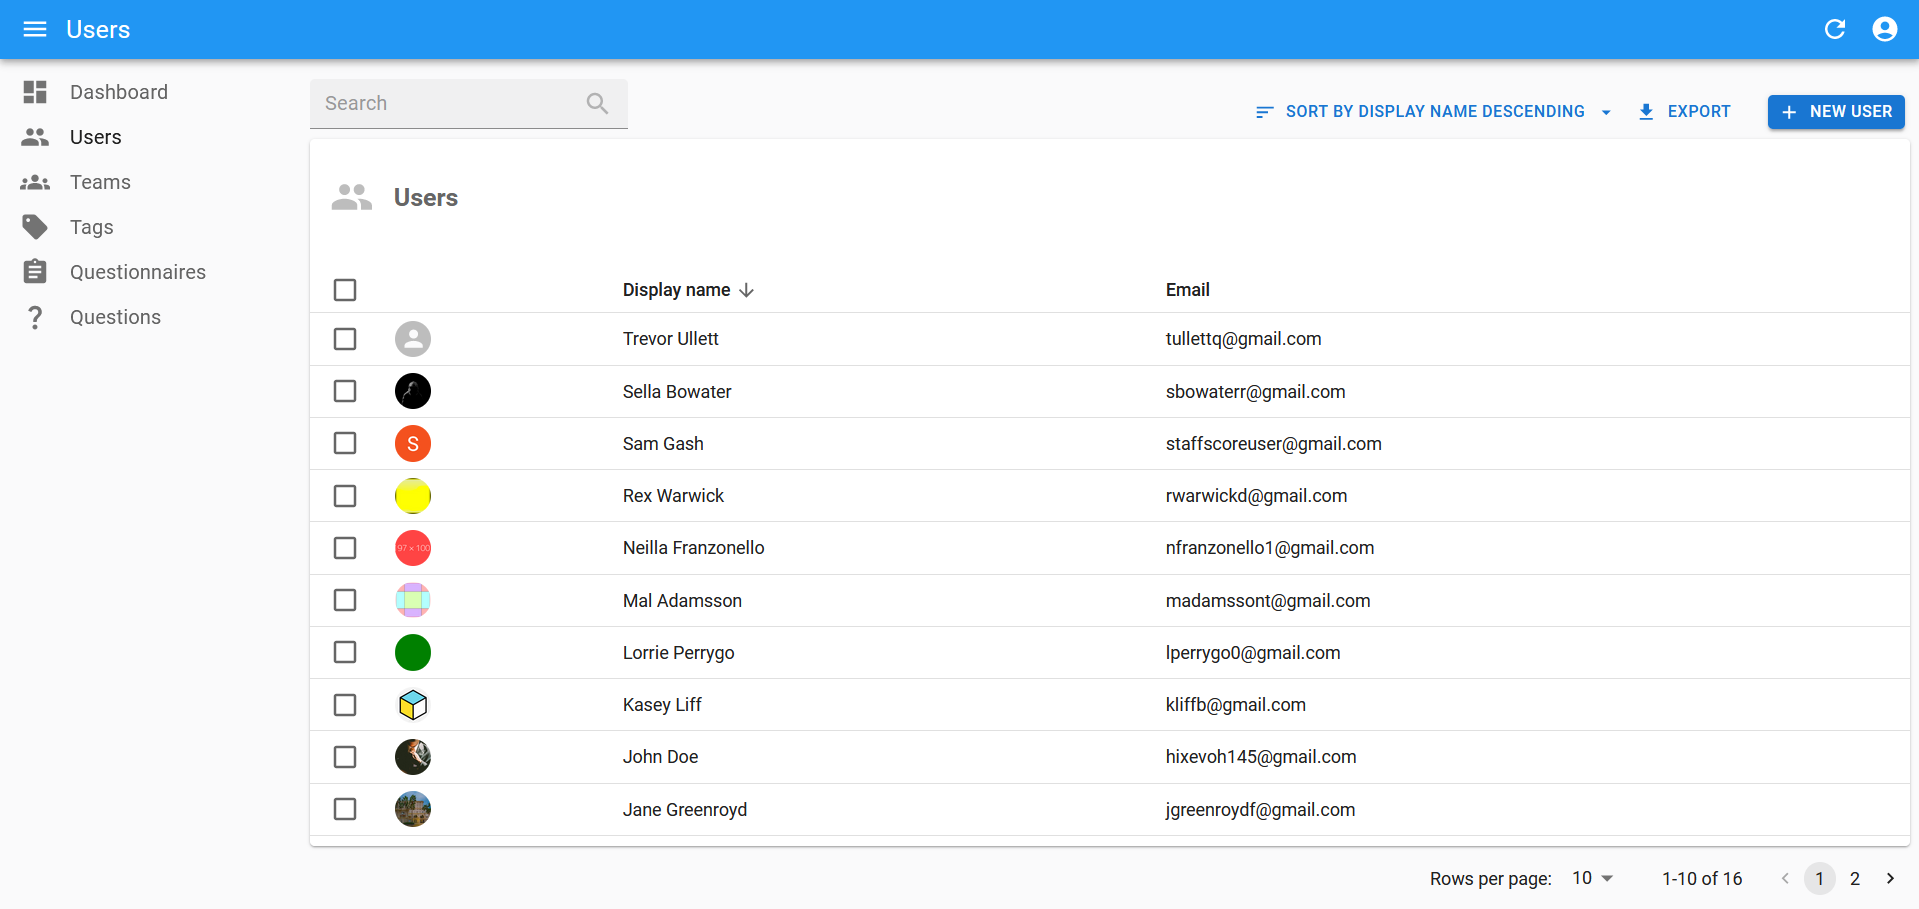 Users
Dashboard
Users
Teams
Tags
Questionnaires
Questions
Search
SORT BY DISPLAY NAME DESCENDING
EXPORT
NEW USER
Users
Display name Email
Trevor Ullett tullettq@gmail.com
Sella Bowater sbowaterr@gmail.com
S Sam Gash staffscoreuser@gmail.com
Rex Warwick rwarwickd@gmail.com
97 × 100 Neilla Franzonello nfranzonello1@gmail.com
Mal Adamsson madamssont@gmail.com
Lorrie Perrygo lperrygo0@gmail.com
Kasey Liff kliffb@gmail.com
John Doe hixevoh145@gmail.com
Jane Greenroyd jgreenroydf@gmail.com
Rows per page: 10 1-10 of 16 1 2